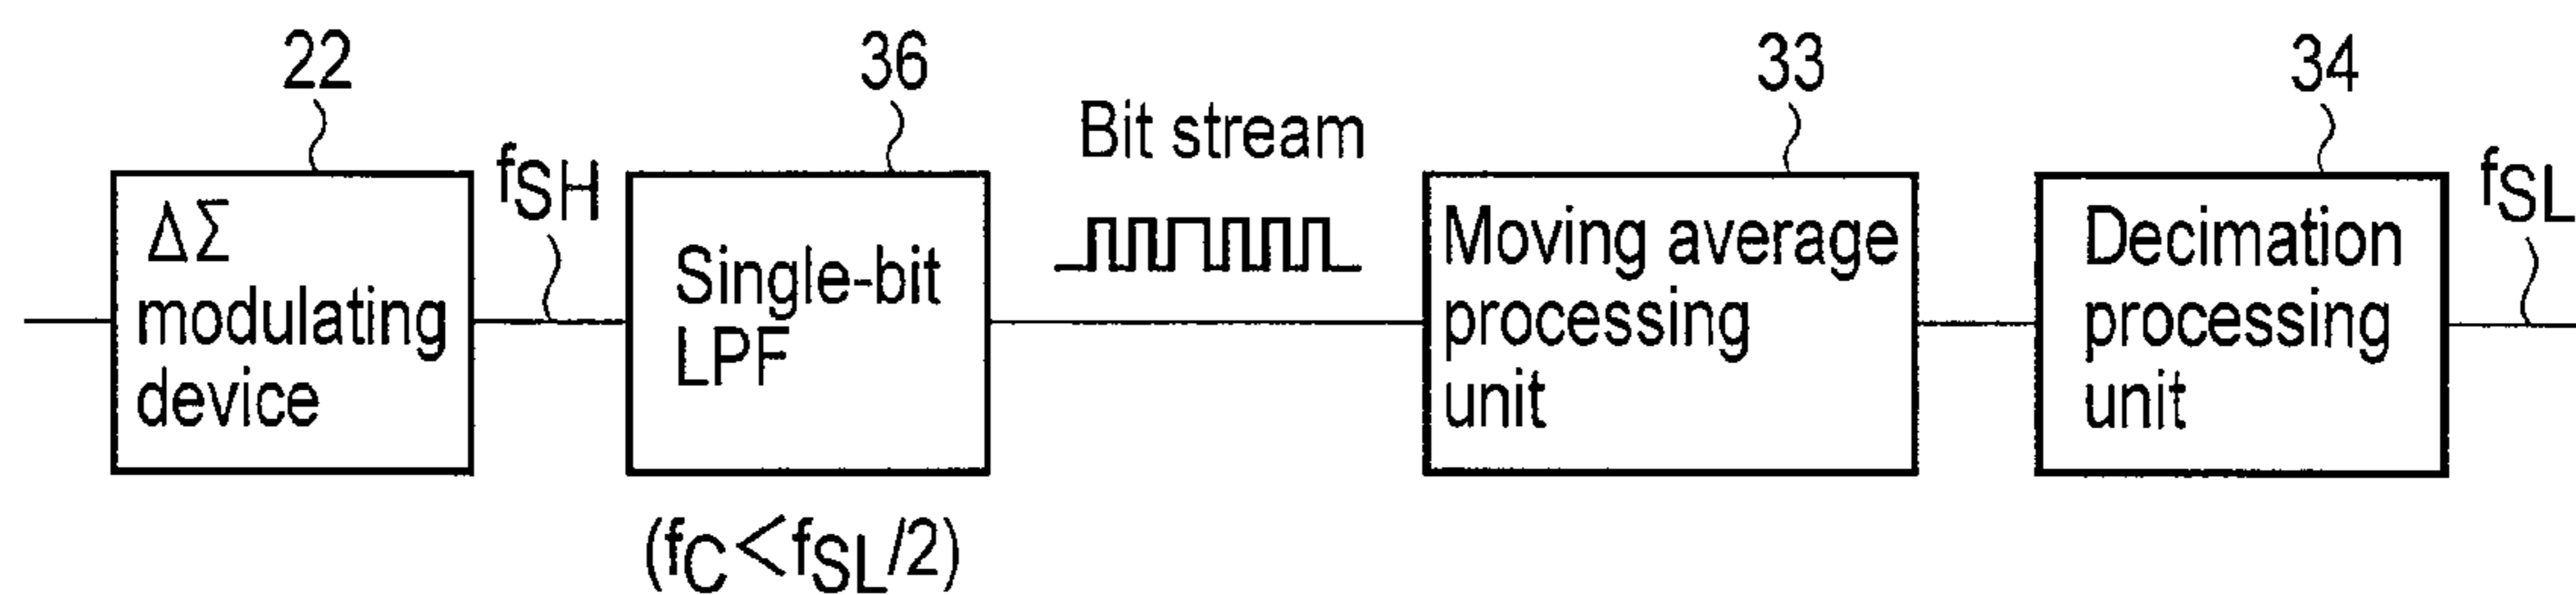 22
36
33
34
Bit stream
fSH
fSL
ΔΣ
modulating
device
Single-bit
LPF
Moving average
processing
unit
Decimation
processing
unit
(fC<fSL/2)